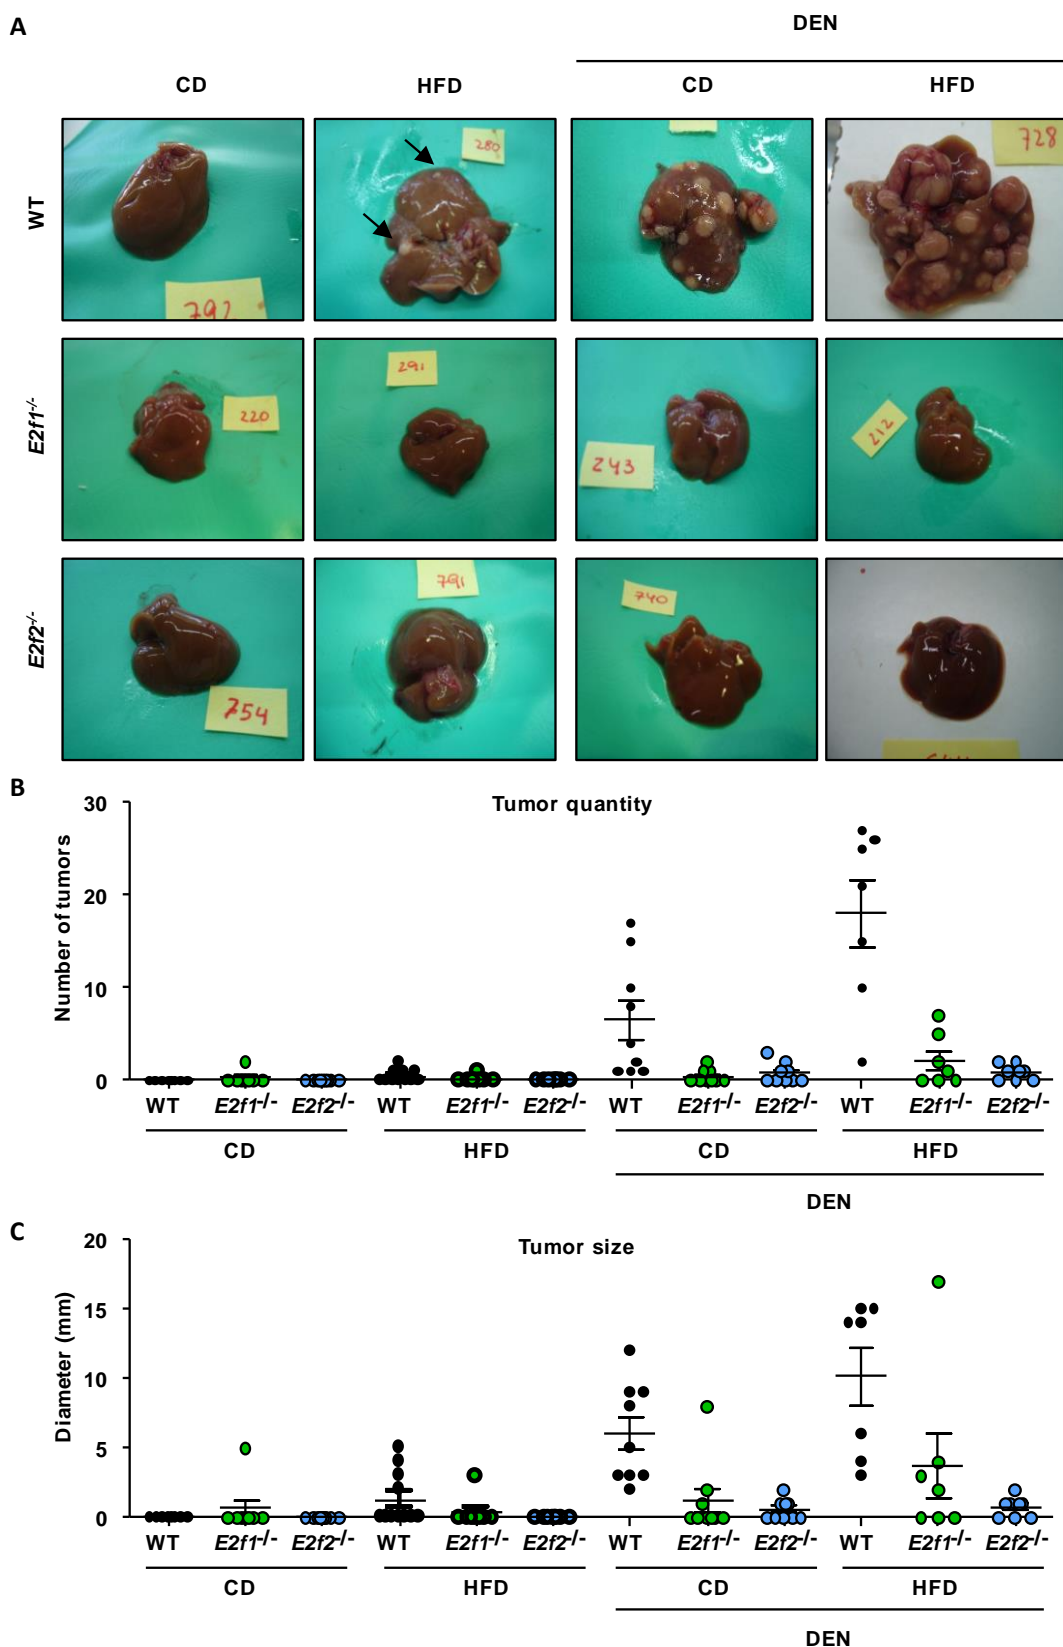 A
DEN
CD HFD CD HFD
WT
280
728
792
E2f1-/-
220
291
243
212
E2f2-/-
754
791
740
B
Tumor quantity
Number of tumors
30
20
10
0
WT E2f1-/- E2f2-/- WT E2f1-/- E2f2-/- WT E2f1-/- E2f2-/- WT E2f1-/- E2f2-/-
CD HFD CD HFD
DEN
C
Tumor size
Diameter (mm)
20
15
10
5
0
WT E2f1-/- E2f2-/- WT E2f1-/- E2f2-/- WT E2f1-/- E2f2-/- WT E2f1-/- E2f2-/-
CD HFD CD HFD
DEN